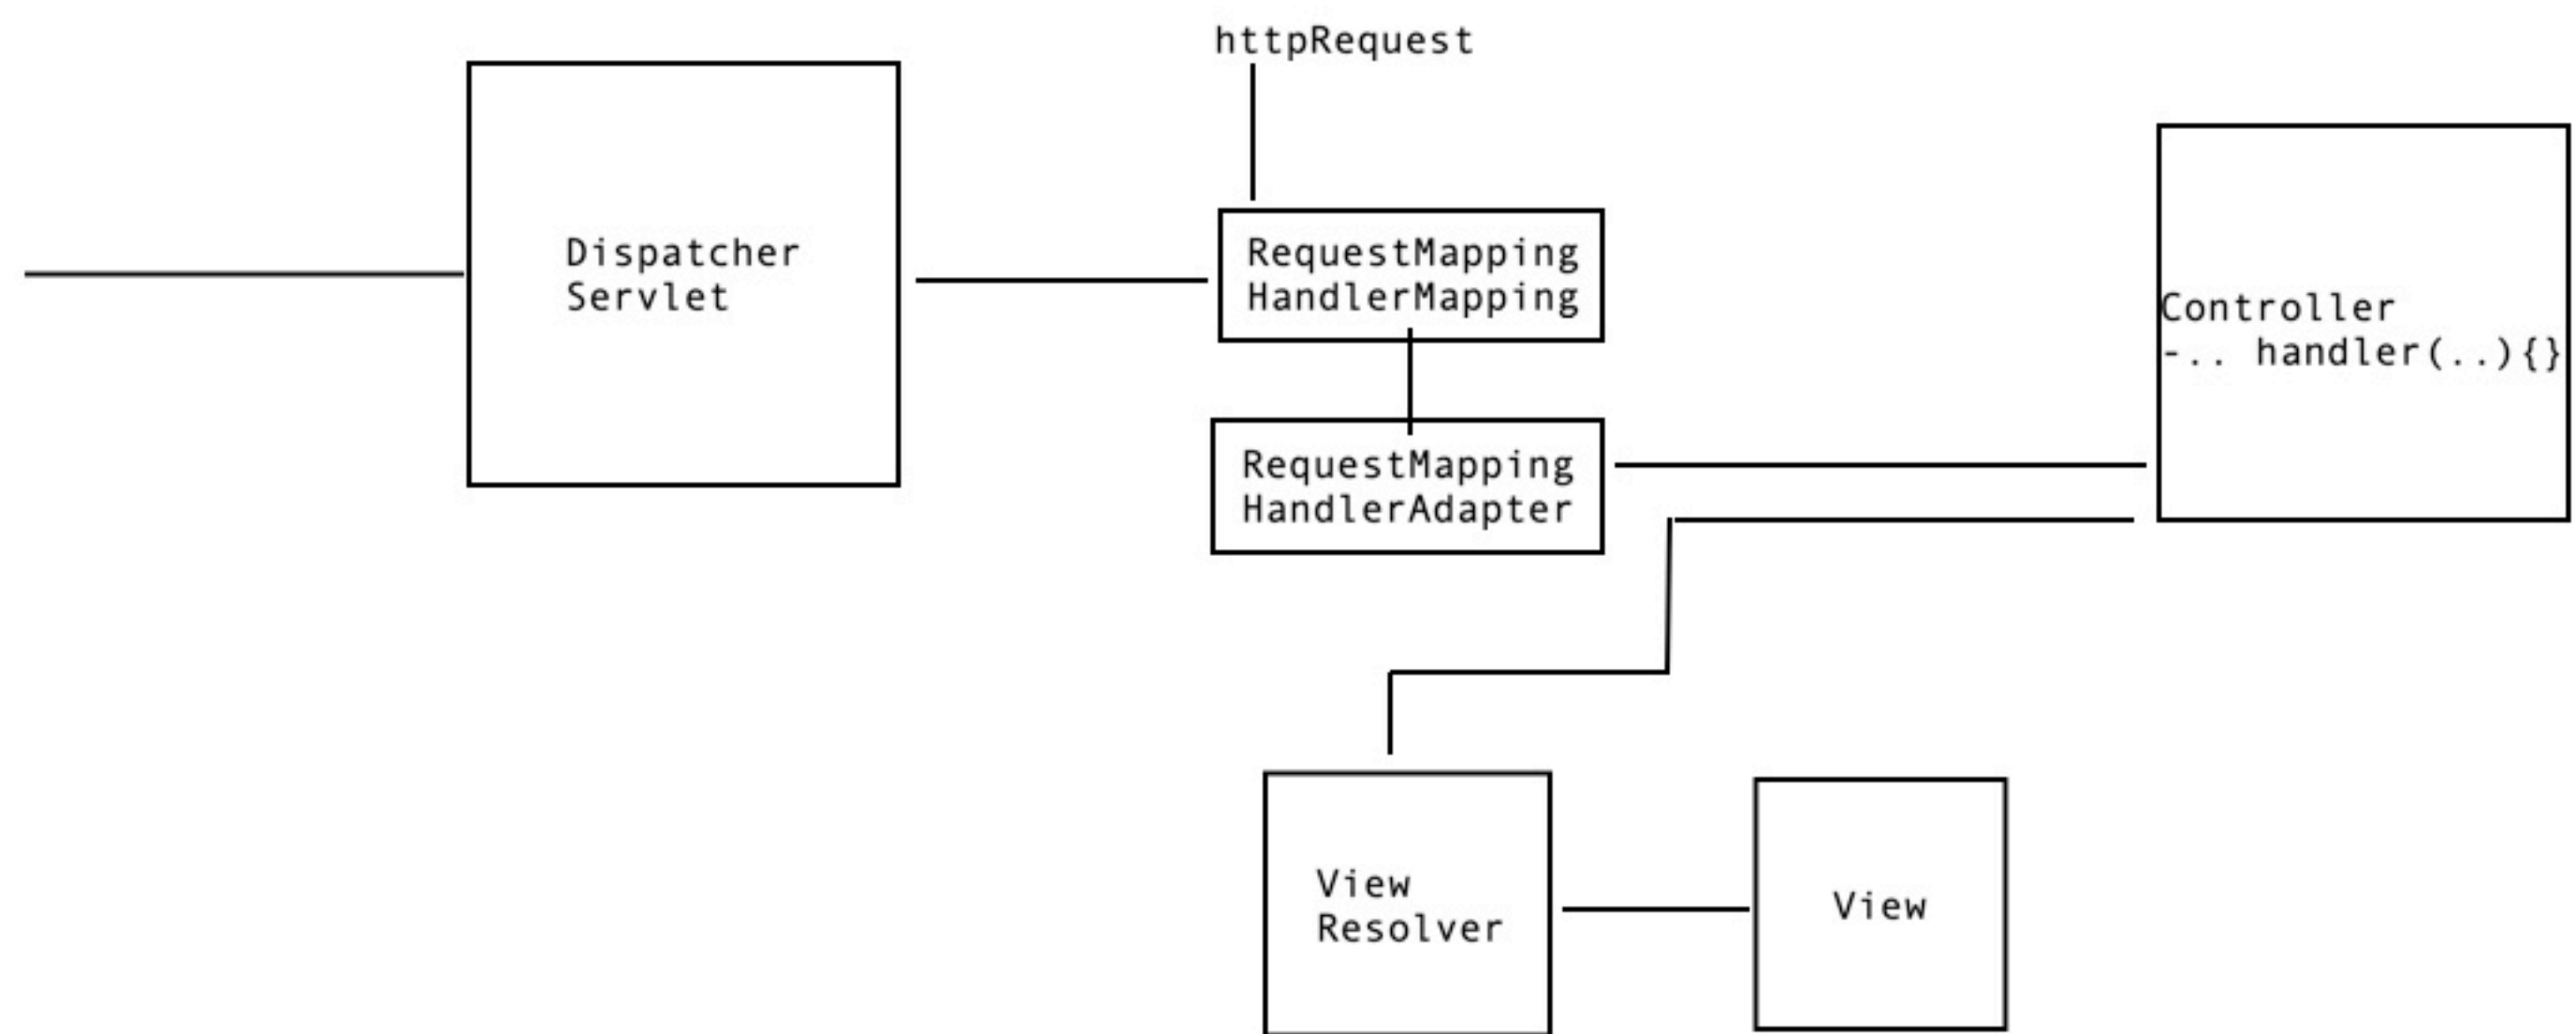 httpRequest
Dispatcher
Servlet
RequestMapping
HandlerMapping
Controller
-.. handler(..){}
RequestMapping
HandlerAdapter
View
Resolver
View